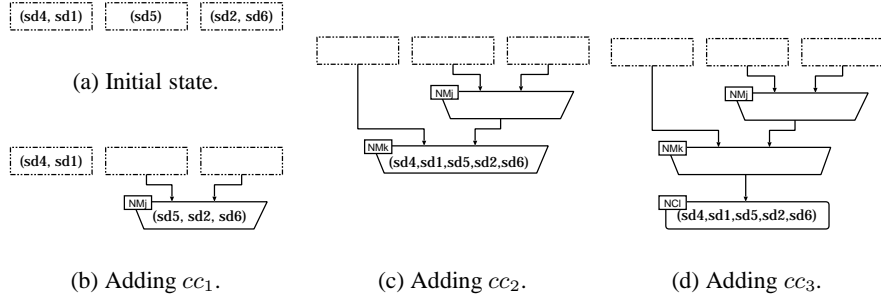 (sd4, sd1) (sd5) (sd2, sd6)
(a) Initial state.
(sd4, sd1)
NMj
(sd5, sd2, sd6)
(b) Adding cc₁.
NMj
NMk
(sd4,sd1,sd5,sd2,sd6)
(c) Adding cc₂.
NMj
NMk
NCl
(sd4,sd1,sd5,sd2,sd6)
(d) Adding cc₃.